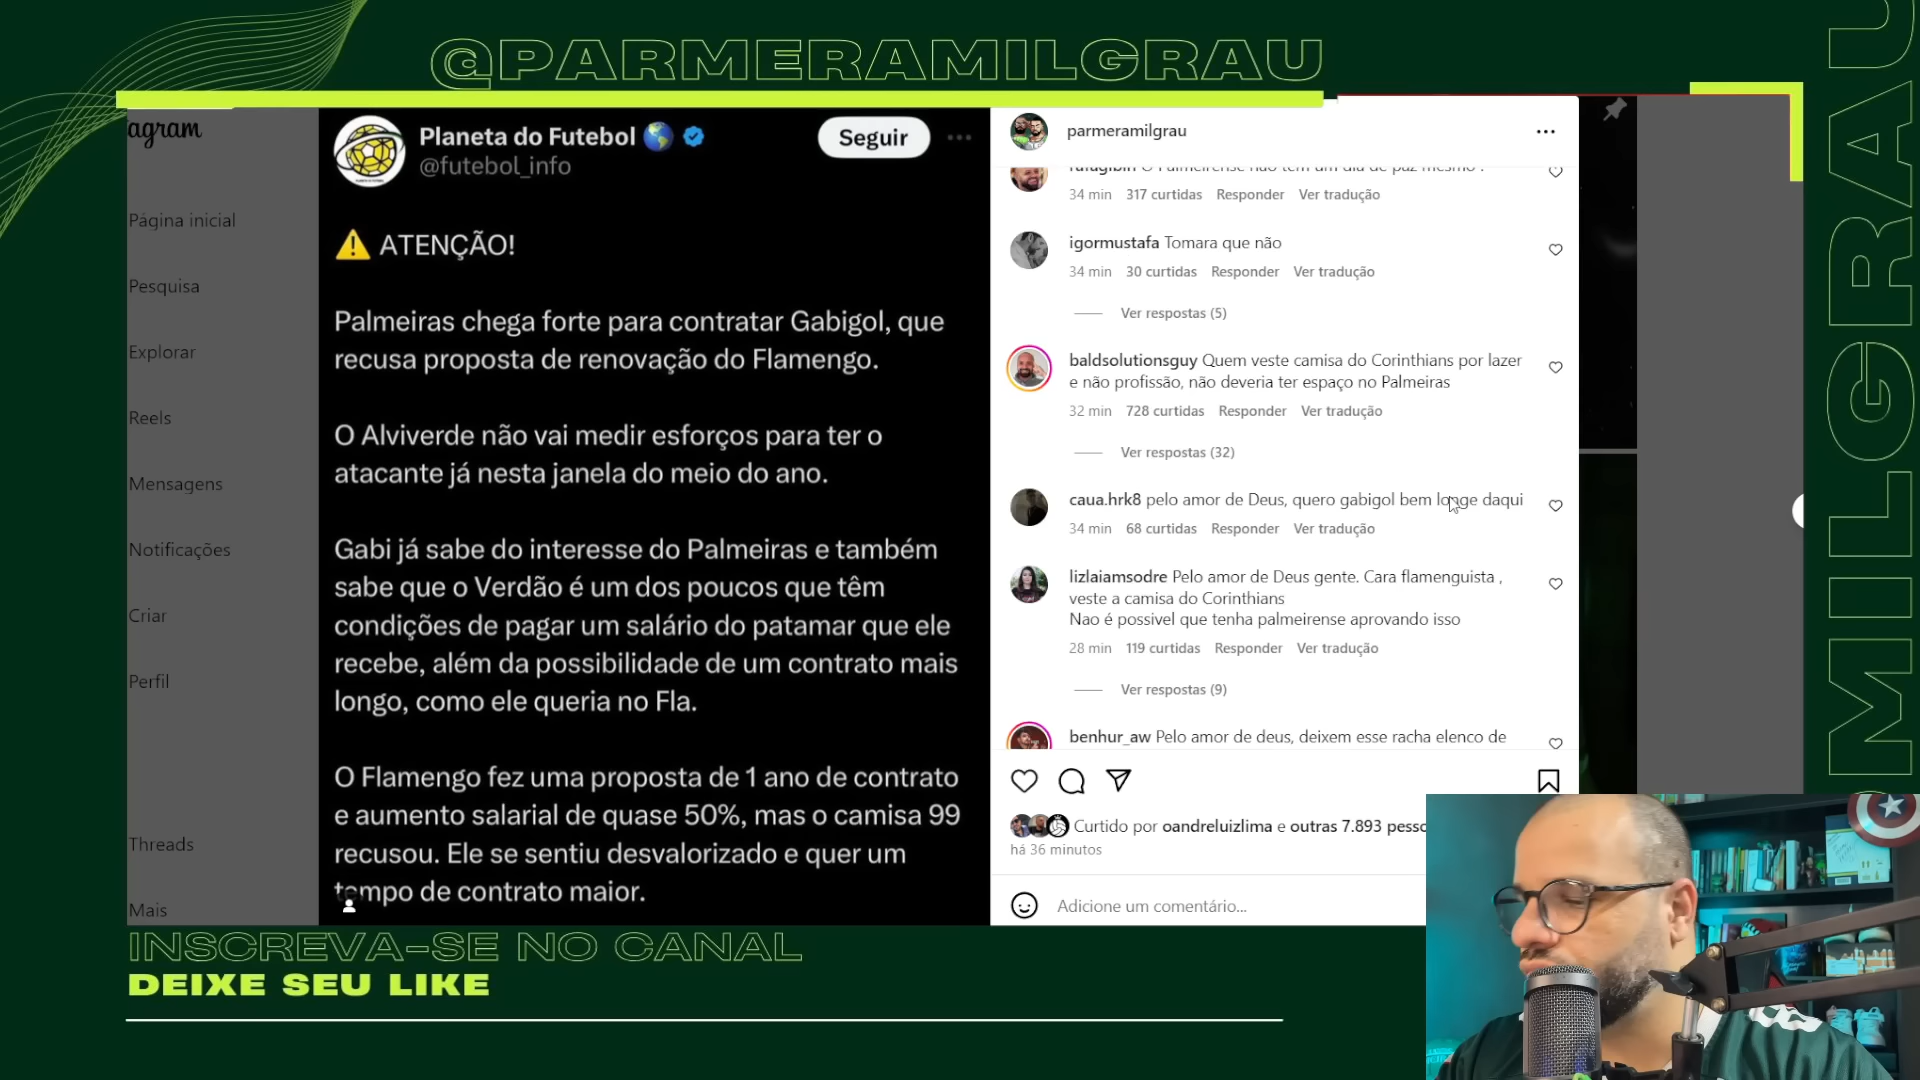 @PARMERAMILGRAU
agram
Página inicial
Pesquisa
Explorar
Reels
Mensagens
Notificações
Criar
Perfil
Threads
Mais
Planeta do Futebol
@futebol_info
Seguir
ATENÇÃO!
Palmeiras chega forte para contratar Gabigol, que
recusa proposta de renovação do Flamengo.
O Alviverde não vai medir esforços para ter o
atacante já nesta janela do meio do ano.
Gabi já sabe do interesse do Palmeiras e também
sabe que o Verdão é um dos poucos que têm
condições de pagar um salário do patamar que ele
recebe, além da possibilidade de um contrato mais
longo, como ele queria no Fla.
O Flamengo fez uma proposta de 1 ano de contrato
e aumento salarial de quase 50%, mas o camisa 99
recusou. Ele se sentiu desvalorizado e quer um
tempo de contrato maior.
parmeramilgrau
O Palmeirense não tem um dia de paz mesmo
34 min 317 curtidas Responder Ver tradução
igormustafa Tomara que não
34 min 30 curtidas Responder Ver tradução
Ver respostas (5)
baldsolutionsguy Quem veste camisa do Corinthians por lazer
e não profissão, não deveria ter espaço no Palmeiras
32 min 728 curtidas Responder Ver tradução
Ver respostas (32)
caua.hrk8 pelo amor de Deus, quero gabigol bem longe daqui
34 min 68 curtidas Responder Ver tradução
lizlaiamsodre Pelo amor de Deus gente. Cara flamenguista ,
veste a camisa do Corinthians
Nao é possivel que tenha palmeirense aprovando isso
28 min 119 curtidas Responder Ver tradução
Ver respostas (9)
benhur_aw Pelo amor de deus, deixem esse racha elenco de
Curtido por oandreluizlima e outras 7.893 pesso
há 36 minutos
Adicione um comentário...
INSCREVA-SE NO CANAL
DEIXE SEU LIKE
MILGRAU